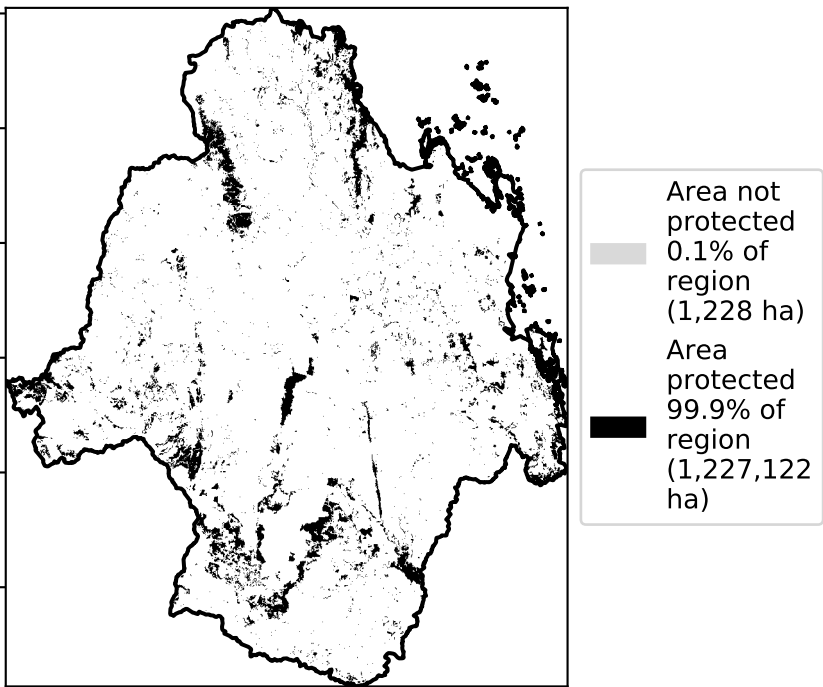 Area not
protected
0.1% of
region
(1,228 ha)
Area
protected
99.9% of
region
(1,227,122
ha)